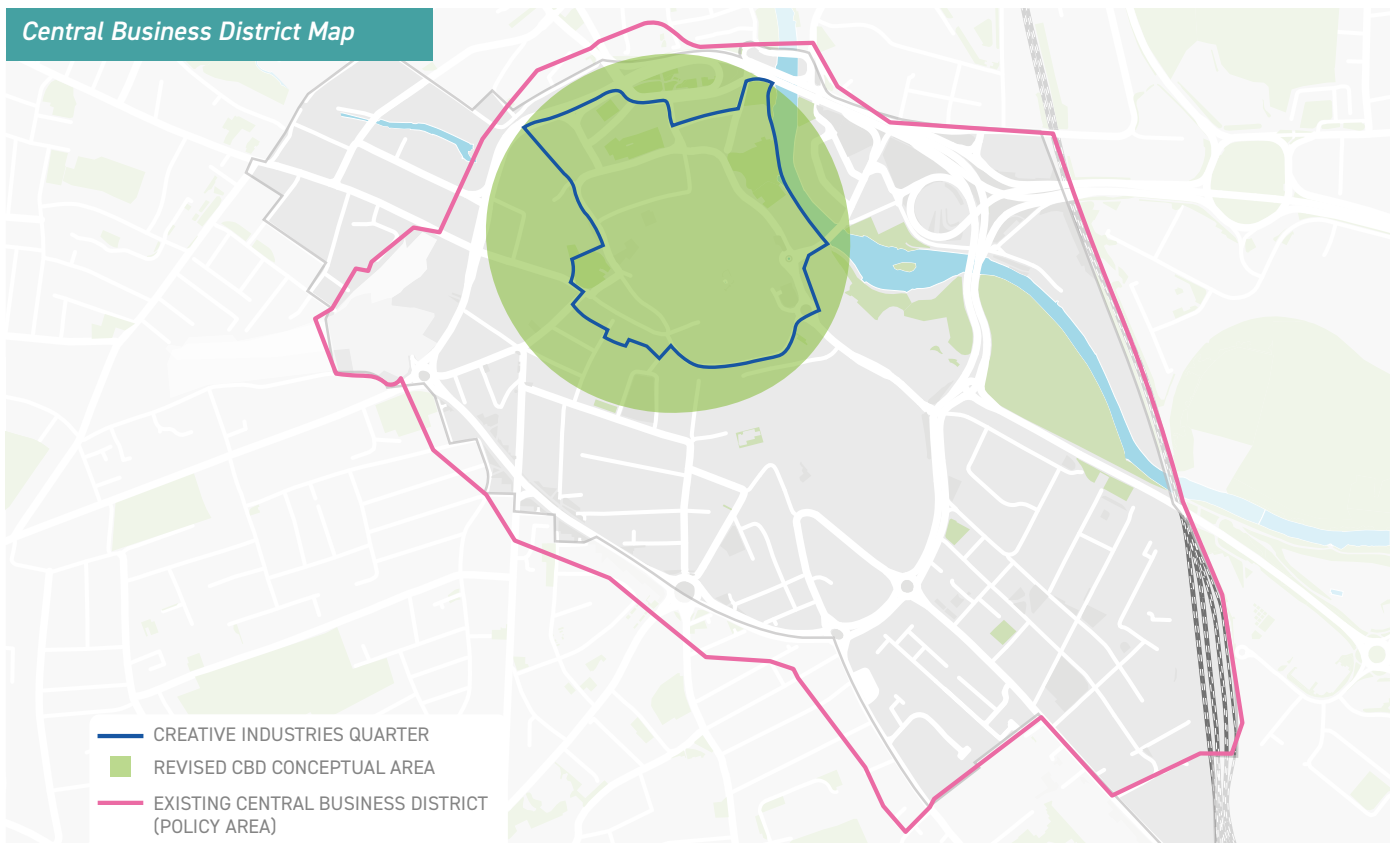 Central Business District Map
CREATIVE INDUSTRIES QUARTER
REVISED CBD CONCEPTUAL AREA
EXISTING CENTRAL BUSINESS DISTRICT
(POLICY AREA)